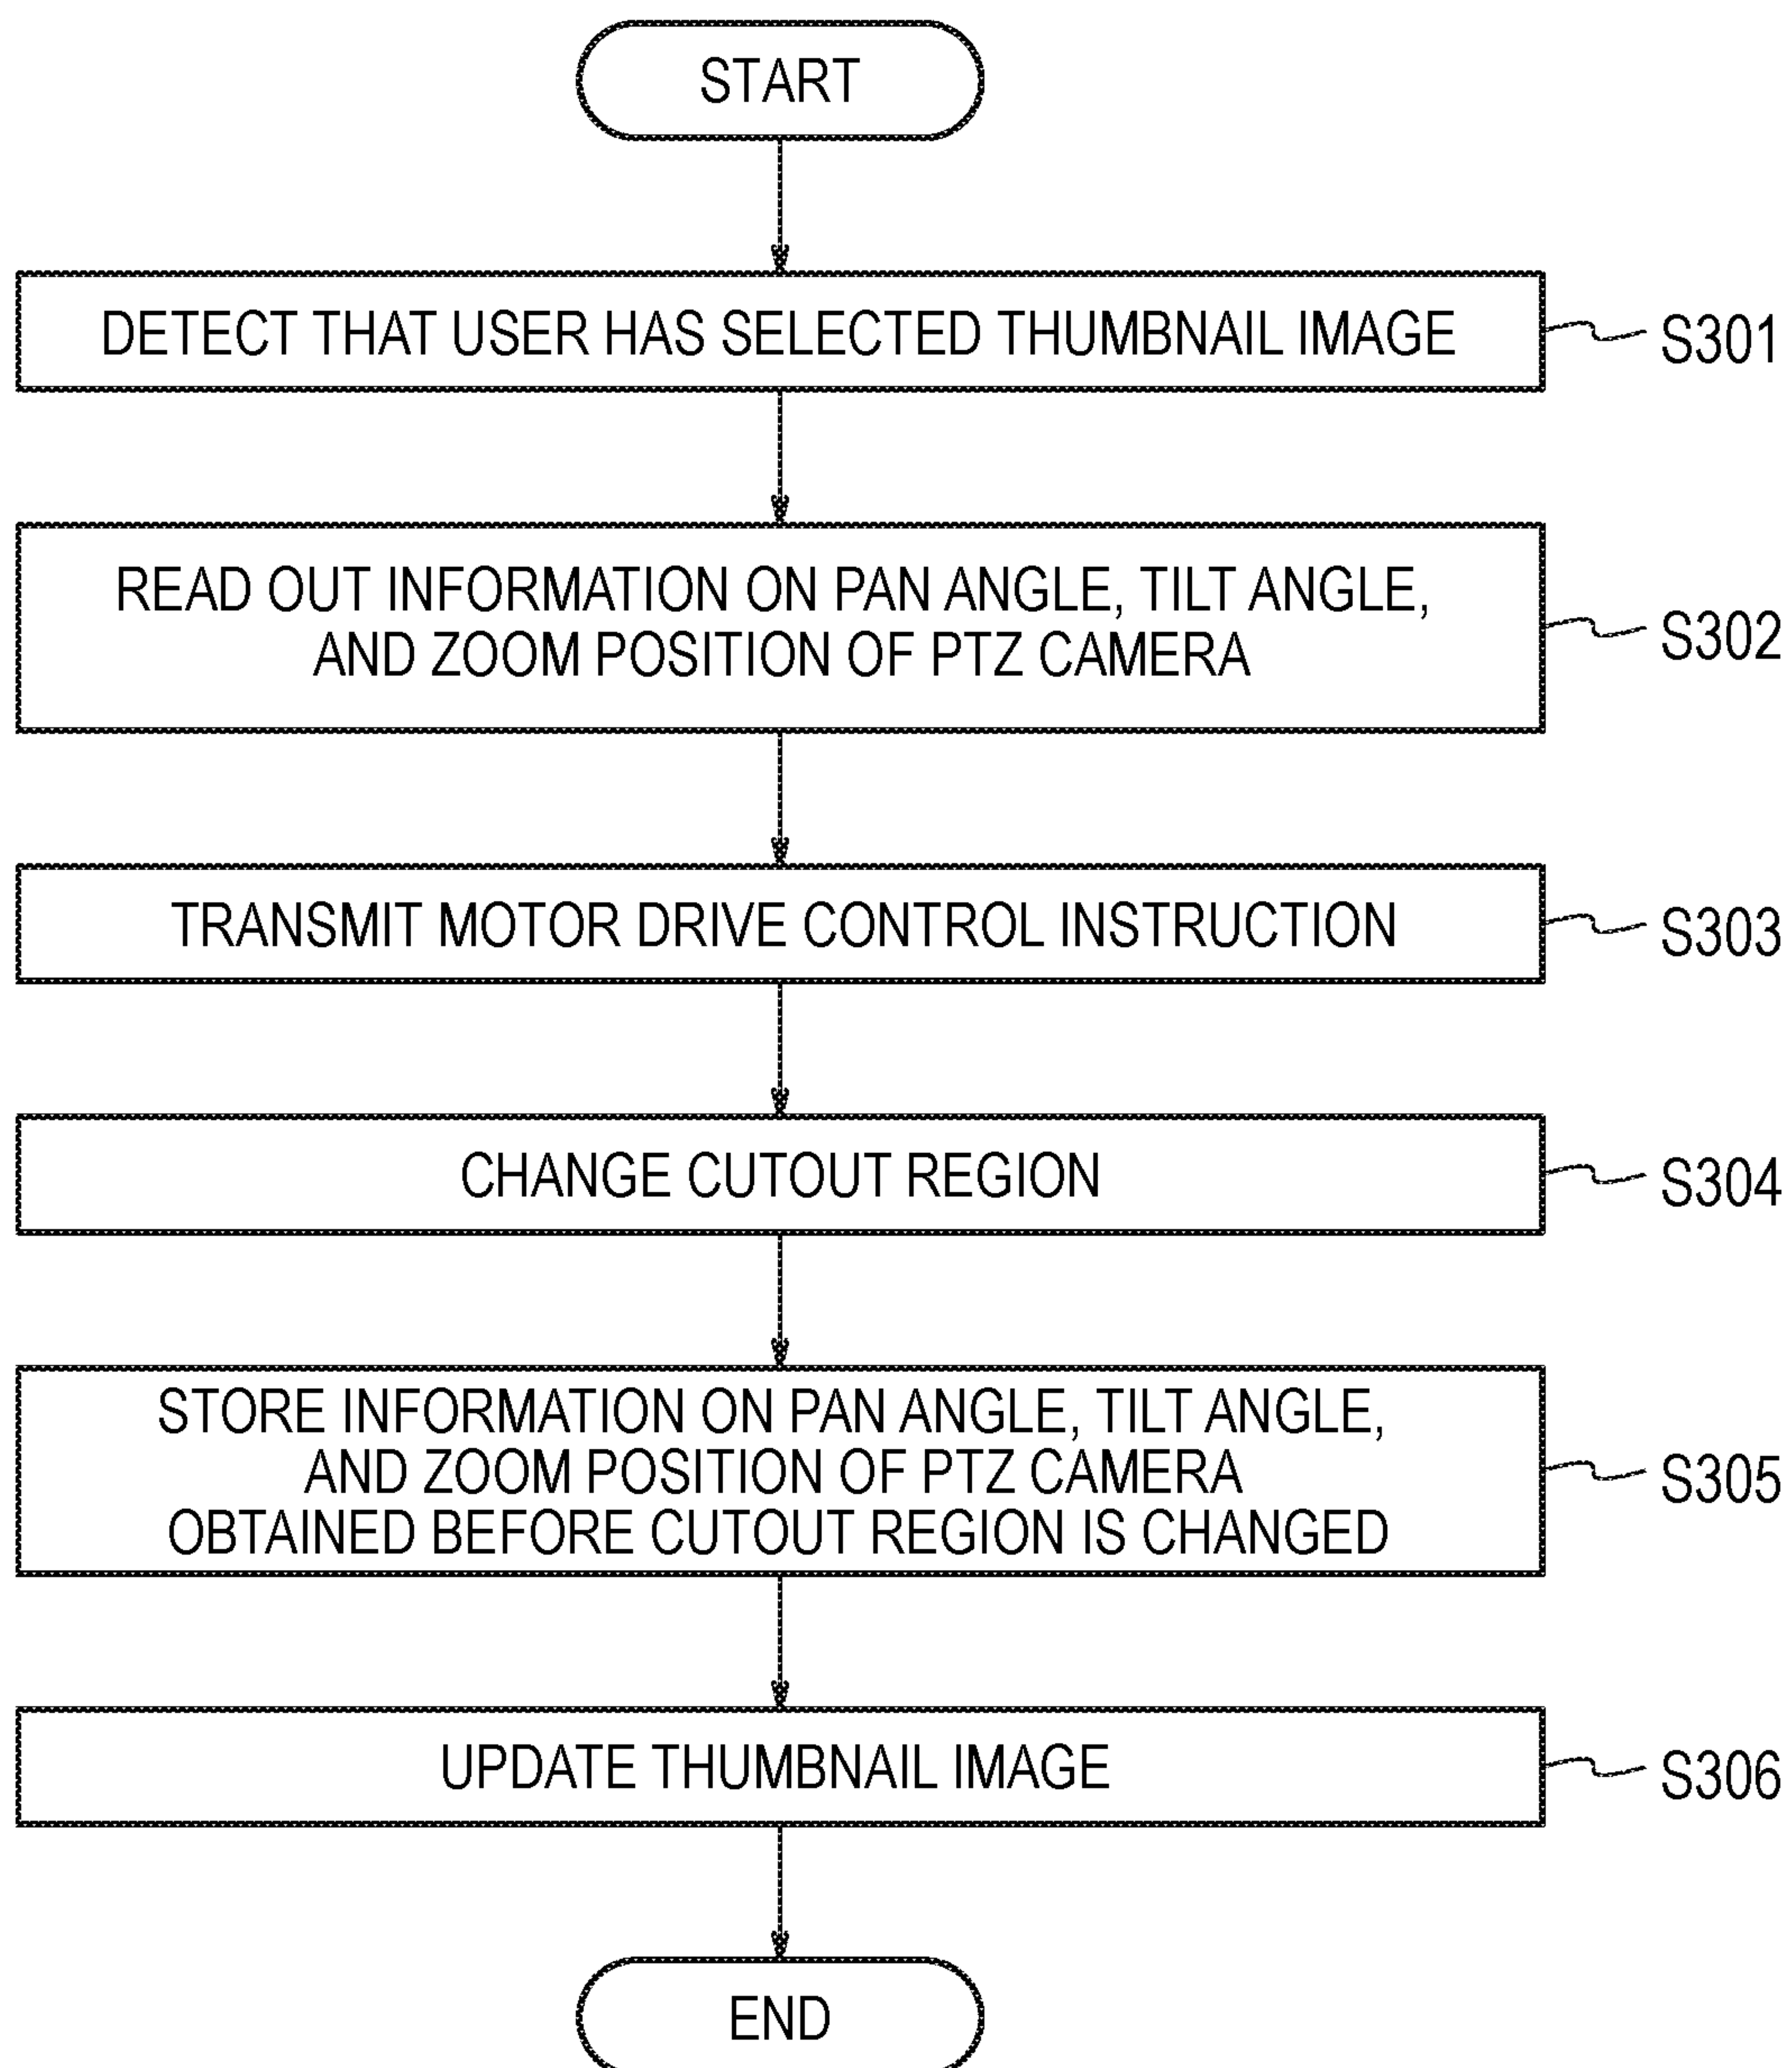 START
DETECT THAT USER HAS SELECTED THUMBNAIL IMAGE
S301
READ OUT INFORMATION ON PAN ANGLE, TILT ANGLE,
AND ZOOM POSITION OF PTZ CAMERA
S302
TRANSMIT MOTOR DRIVE CONTROL INSTRUCTION
S303
CHANGE CUTOUT REGION
S304
STORE INFORMATION ON PAN ANGLE, TILT ANGLE,
AND ZOOM POSITION OF PTZ CAMERA
OBTAINED BEFORE CUTOUT REGION IS CHANGED
S305
UPDATE THUMBNAIL IMAGE
S306
END